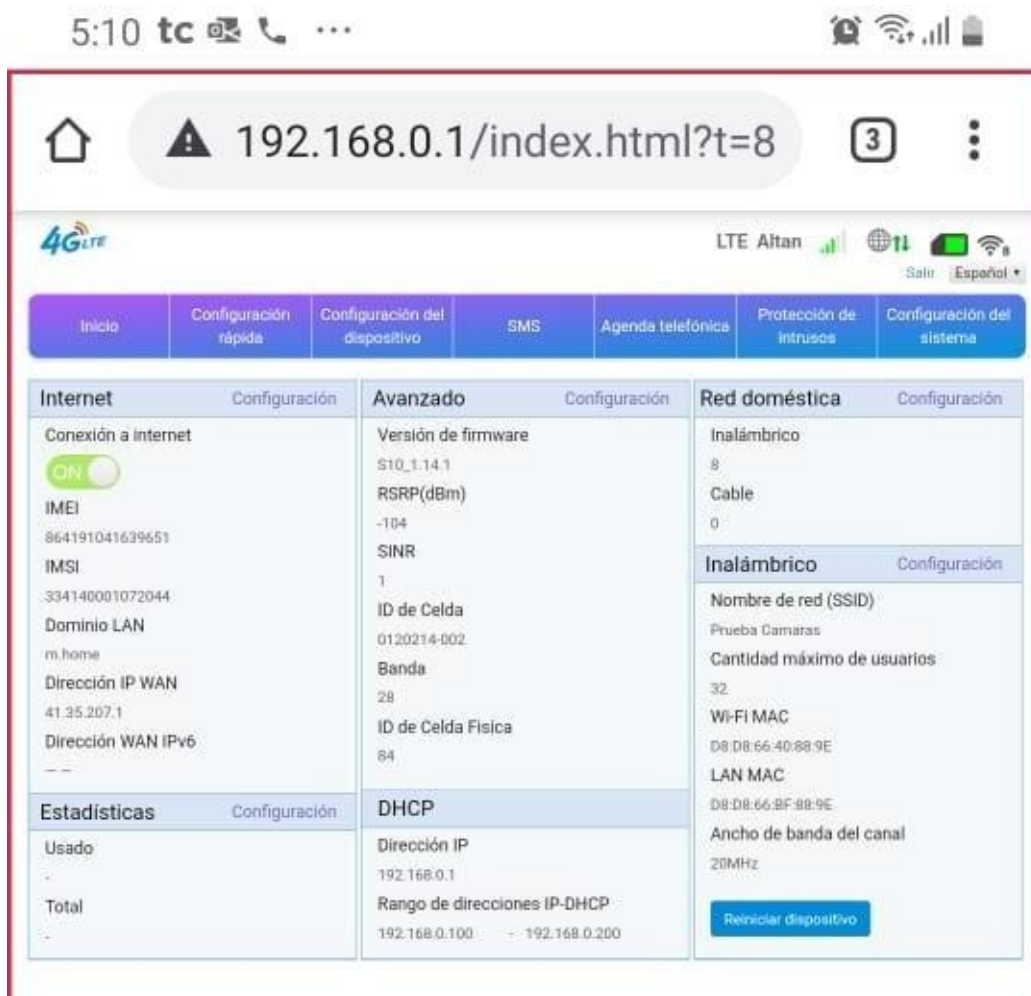 5:10 tc
192.168.0.1/index.html?t=8
3
4G LTE
LTE Altan
8
Salir Español
Inicio
Configuración rápida
Configuración del dispositivo
SMS
Agenda telefónica
Protección de intrusos
Configuración del sistema
Internet Configuración
Conexión a internet
ON
IMEI
864191041639651
IMSI
334140001072044
Dominio LAN
m.home
Dirección IP WAN
41.35.207.1
Dirección WAN IPv6
— —
Estadísticas Configuración
Usado
-
Total
-
Avanzado Configuración
Versión de firmware
S10_1.14.1
RSRP(dBm)
-104
SINR
1
ID de Celda
0120214-002
Banda
28
ID de Celda Fisica
84
DHCP
Dirección IP
192.168.0.1
Rango de direcciones IP-DHCP
192.168.0.100 - 192.168.0.200
Red doméstica Configuración
Inalámbrico
8
Cable
0
Inalámbrico Configuración
Nombre de red (SSID)
Prueba Camaras
Cantidad máximo de usuarios
32
Wi-Fi MAC
D8:D8:66:40:88:9E
LAN MAC
D8:D8:66:BF:88:9E
Ancho de banda del canal
20MHz
Reiniciar dispositivo